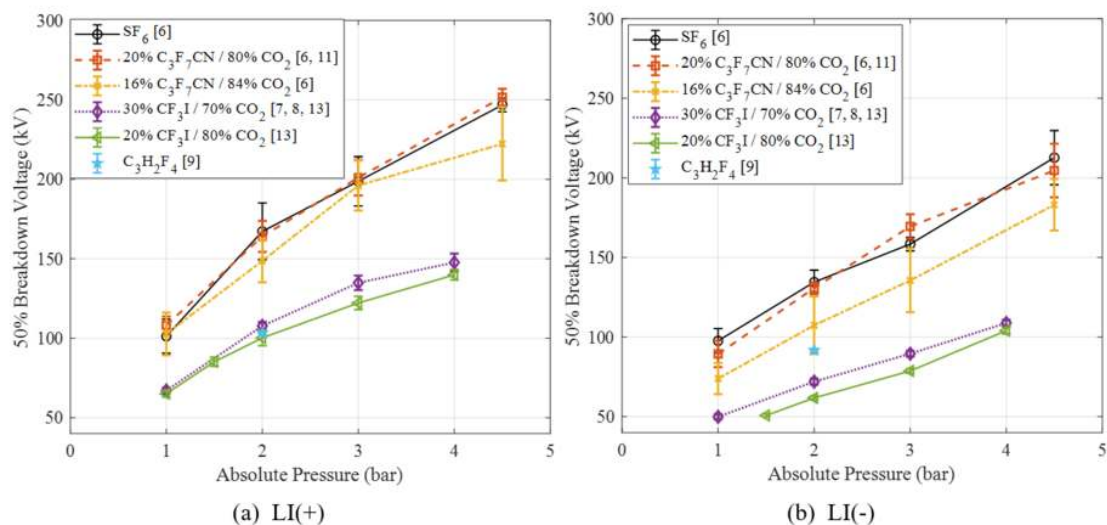 300
250
200
150
100
50
0
1
2
3
4
5
50% Breakdown Voltage (kV)
Absolute Pressure (bar)
SF6 [6]
20% C3F7CN / 80% CO2 [6, 11]
16% C3F7CN / 84% CO2 [6]
30% CF3I / 70% CO2 [7, 8, 13]
20% CF3I / 80% CO2 [13]
C3H2F4 [9]
(a) LI(+)
300
250
200
150
100
50
0
1
2
3
4
5
50% Breakdown Voltage (kV)
Absolute Pressure (bar)
SF6 [6]
20% C3F7CN / 80% CO2 [6, 11]
16% C3F7CN / 84% CO2 [6]
30% CF3I / 70% CO2 [7, 8, 13]
20% CF3I / 80% CO2 [13]
C3H2F4 [9]
(b) LI(-)